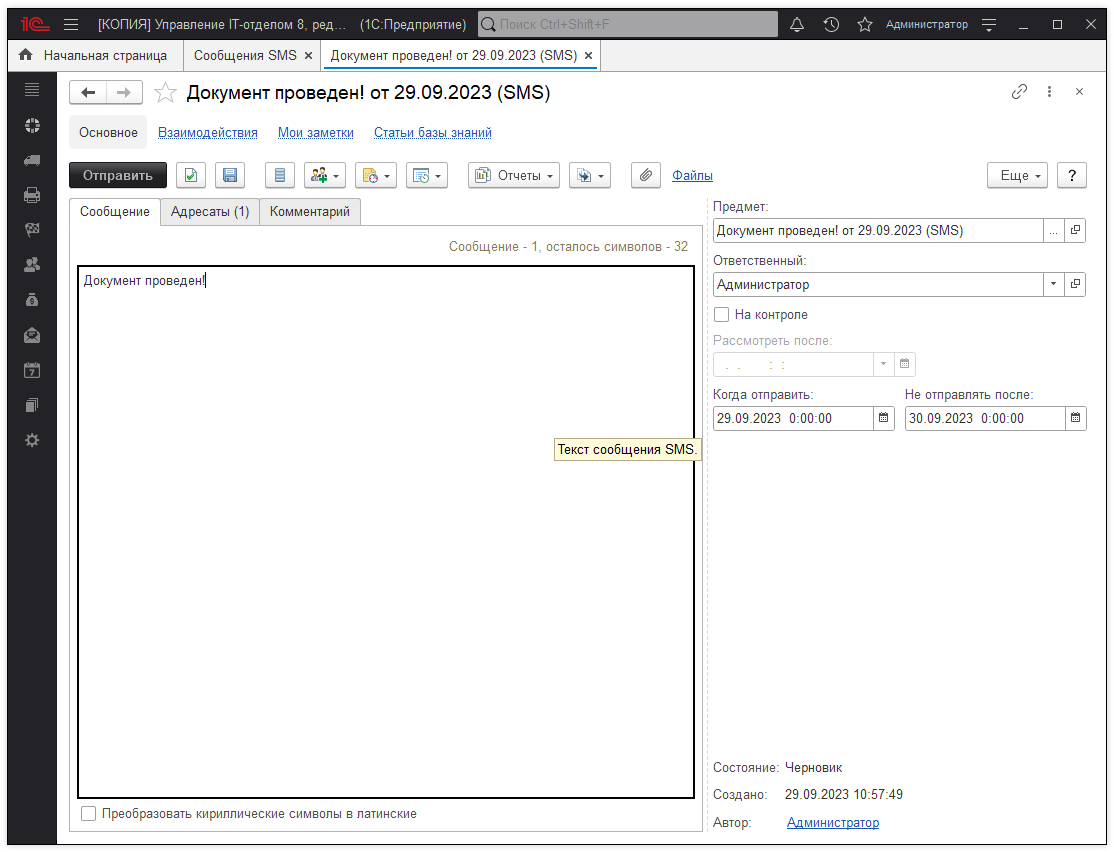 1С [КОПИЯ] Управление IT-отделом 8, ред... (1С:Предприятие) Поиск Ctrl+Shift+F Администратор
Начальная страница Сообщения SMS × Документ проведен! от 29.09.2023 (SMS) ×
Документ проведен! от 29.09.2023 (SMS)
Основное Взаимодействия Мои заметки Статьи базы знаний
Отправить Отчеты Файлы Еще ?
Сообщение Адресаты (1) Комментарий
Сообщение - 1, осталось символов - 32
Документ проведен!
Текст сообщения SMS.
Преобразовать кириллические символы в латинские
Предмет:
Документ проведен! от 29.09.2023 (SMS) ...
Ответственный:
Администратор
На контроле
Рассмотреть после:
. . : :
Когда отправить: Не отправлять после:
29.09.2023 0:00:00 30.09.2023 0:00:00
Состояние: Черновик
Создано: 29.09.2023 10:57:49
Автор: Администратор